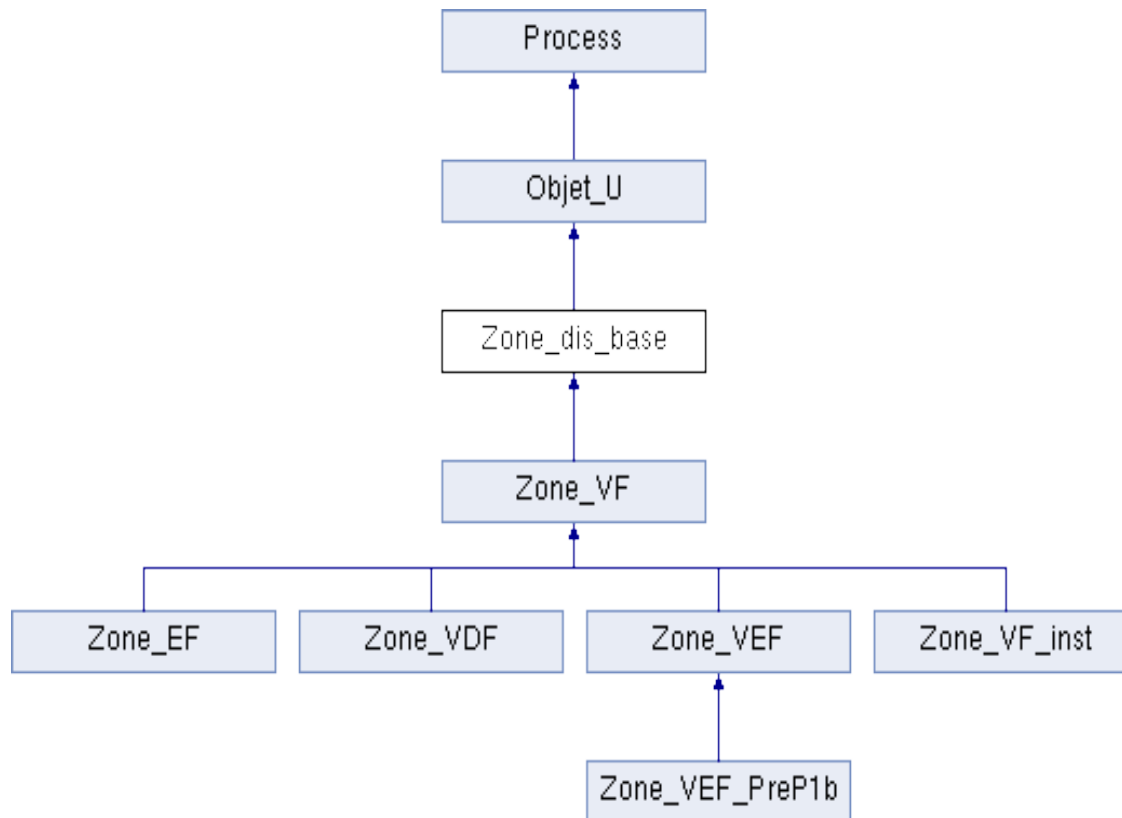 Process
Objet_U
Zone_dis_base
Zone_VF
Zone_EF
Zone_VDF
Zone_VEF
Zone_VF_inst
Zone_VEF_PreP1b